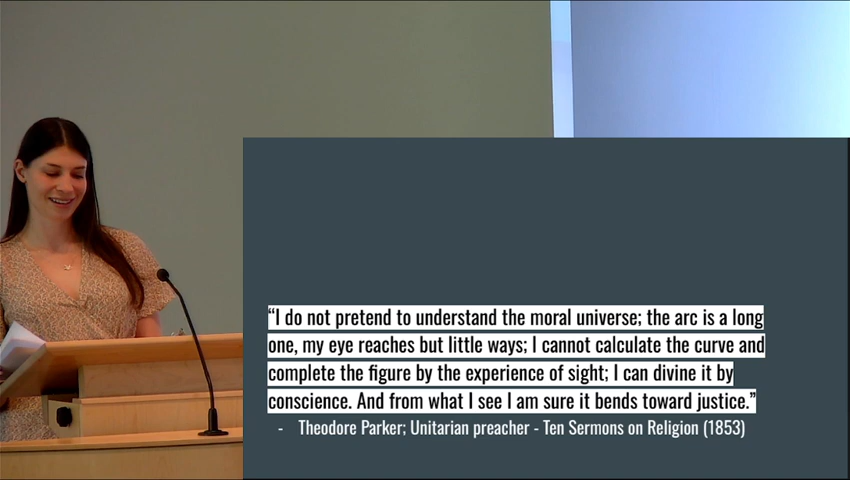 “I do not pretend to understand the moral universe; the arc is a long
one, my eye reaches but little ways; I cannot calculate the curve and
complete the figure by the experience of sight; I can divine it by
conscience. And from what I see I am sure it bends toward justice.”
- Theodore Parker; Unitarian preacher - Ten Sermons on Religion (1853)